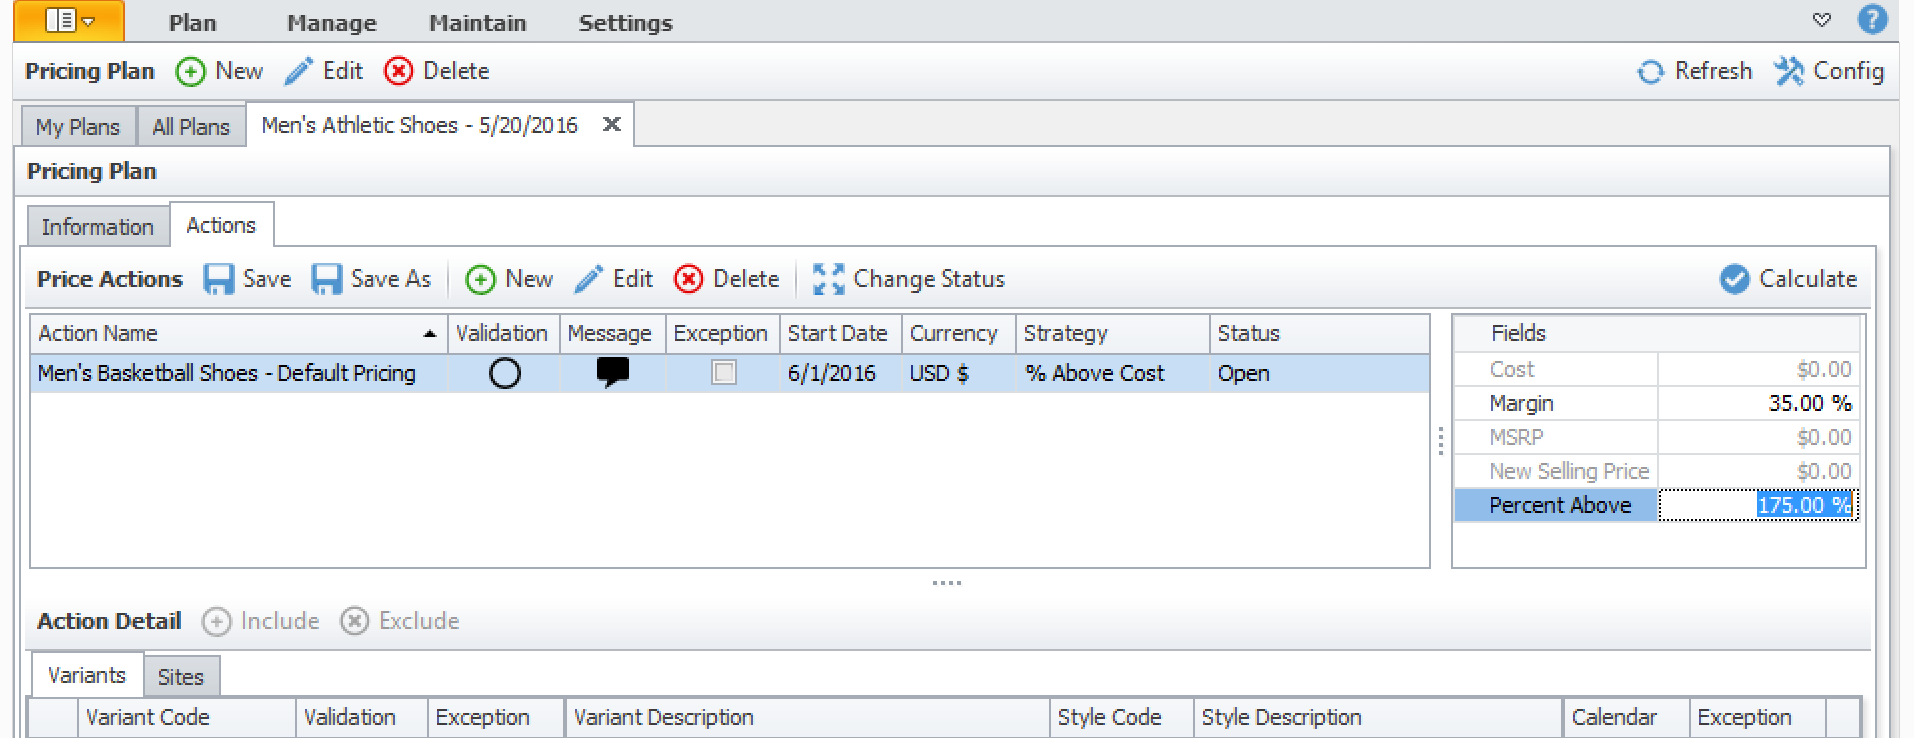 Plan Manage Maintain Settings ?
Pricing Plan New Edit Delete Refresh Config
My Plans All Plans Men's Athletic Shoes - 5/20/2016
Pricing Plan
Information Actions
Price Actions Save Save As New Edit Delete Change Status Calculate
Action Name Validation Message Exception Start Date Currency Strategy Status Fields
Men's Basketball Shoes - Default Pricing 6/1/2016 USD $ % Above Cost Open
Cost $0.00
Margin 35.00 %
MSRP $0.00
New Selling Price $0.00
Percent Above 175.00 %
Action Detail Include Exclude
Variants Sites
Variant Code Validation Exception Variant Description Style Code Style Description Calendar Exception